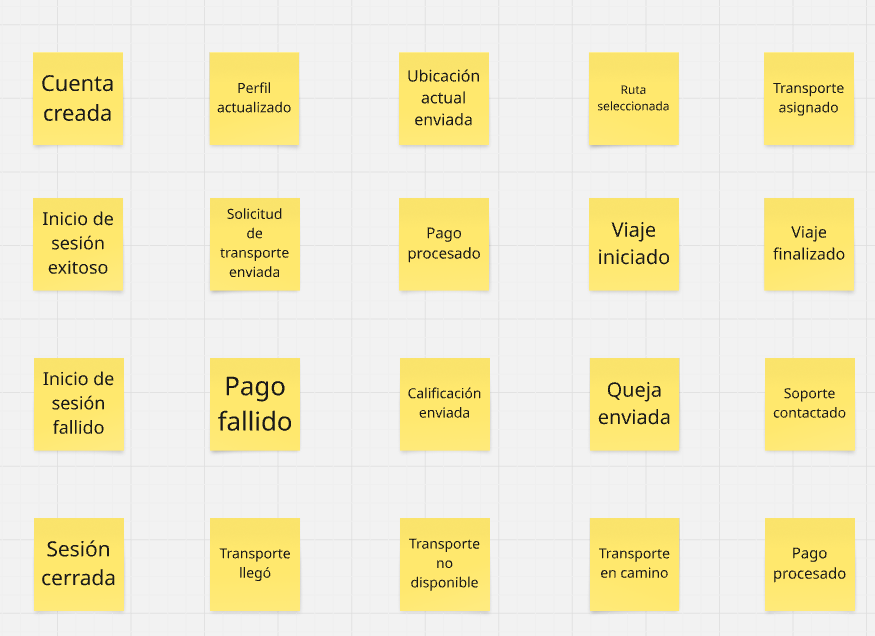 Cuenta
creada
Perfil
actualizado
Ubicación
actual
enviada
Ruta
seleccionada
Transporte
asignado
Inicio de
sesión
exitoso
Solicitud
de
transporte
enviada
Pago
procesado
Viaje
iniciado
Viaje
finalizado
Inicio de
sesión
fallido
Pago
fallido
Calificación
enviada
Queja
enviada
Soporte
contactado
Sesión
cerrada
Transporte
llegó
Transporte
no
disponible
Transporte
en camino
Pago
procesado